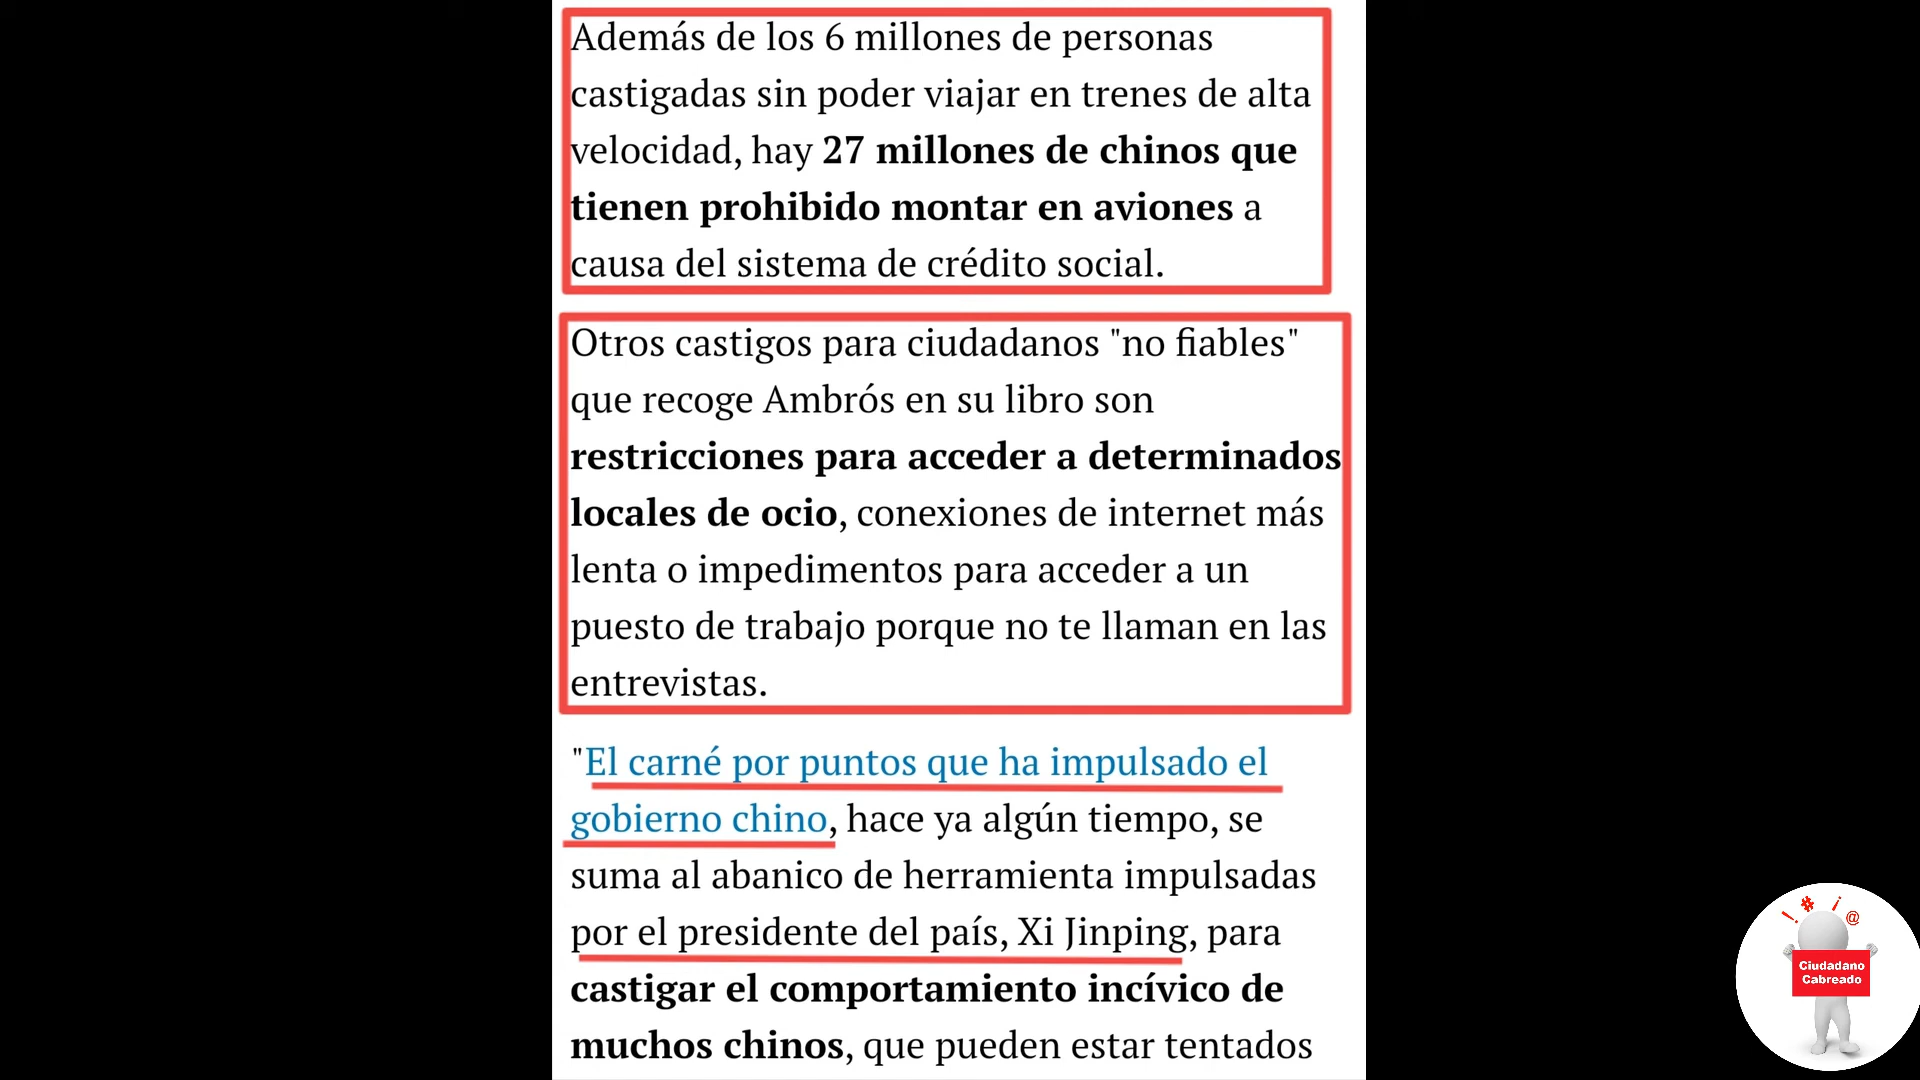 Además de los 6 millones de personas
castigadas sin poder viajar en trenes de alta
velocidad, hay 27 millones de chinos que
tienen prohibido montar en aviones a
causa del sistema de crédito social.
Otros castigos para ciudadanos "no fiables"
que recoge Ambrós en su libro son
restricciones para acceder a determinados
locales de ocio, conexiones de internet más
lenta o impedimentos para acceder a un
puesto de trabajo porque no te llaman en las
entrevistas.
"El carné por puntos que ha impulsado el
gobierno chino, hace ya algún tiempo, se
suma al abanico de herramienta impulsadas
por el presidente del país, Xi Jinping, para
castigar el comportamiento incívico de
muchos chinos, que pueden estar tentados
!#¡@
Ciudadano
Cabreado